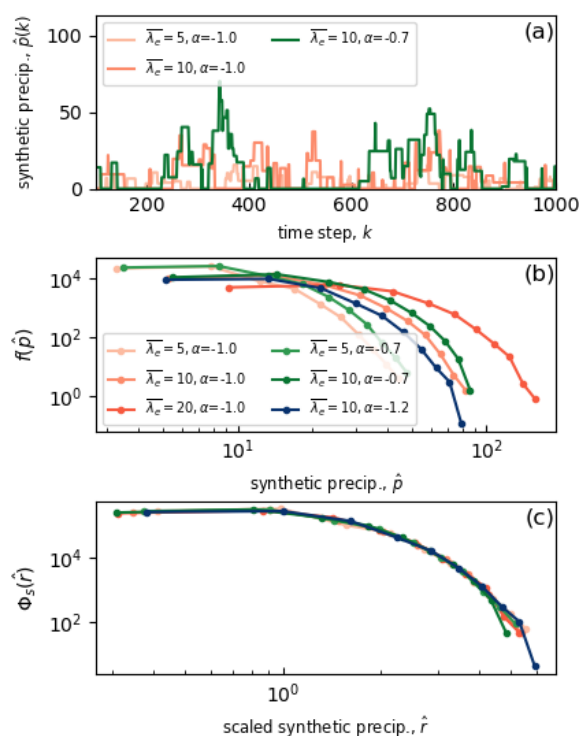 (a)
synthetic precip., p̂(k)
100
50
0
λ̅ₑ = 5, α=-1.0
λ̅ₑ = 10, α=-1.0
λ̅ₑ = 10, α=-0.7
200 400 600 800 1000
time step, k
(b)
f(p̂)
10⁴
10²
10⁰
λ̅ₑ = 5, α=-1.0
λ̅ₑ = 10, α=-1.0
λ̅ₑ = 20, α=-1.0
λ̅ₑ = 5, α=-0.7
λ̅ₑ = 10, α=-0.7
λ̅ₑ = 10, α=-1.2
10¹ 10²
synthetic precip., p̂
(c)
Φₛ(r̂)
10⁴
10²
10⁰
scaled synthetic precip., r̂